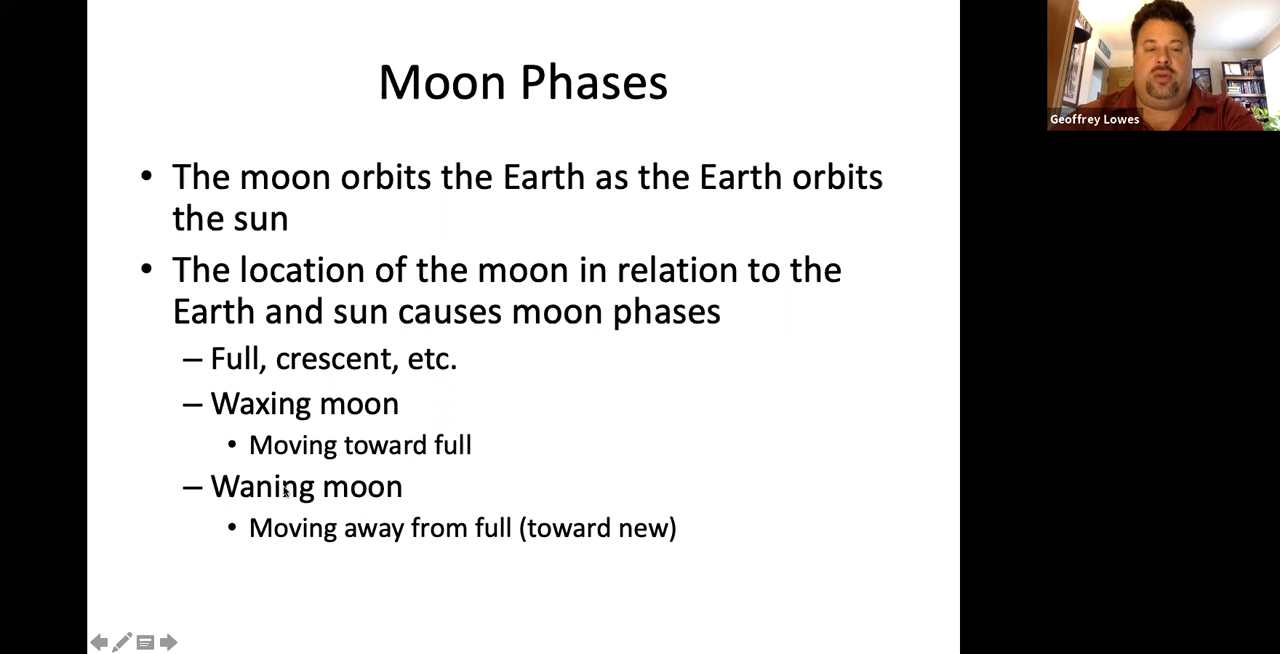 Moon Phases
• The moon orbits the Earth as the Earth orbits
the sun
• The location of the moon in relation to the
Earth and sun causes moon phases
– Full, crescent, etc.
– Waxing moon
• Moving toward full
– Waning moon
• Moving away from full (toward new)
Geoffrey Lowes